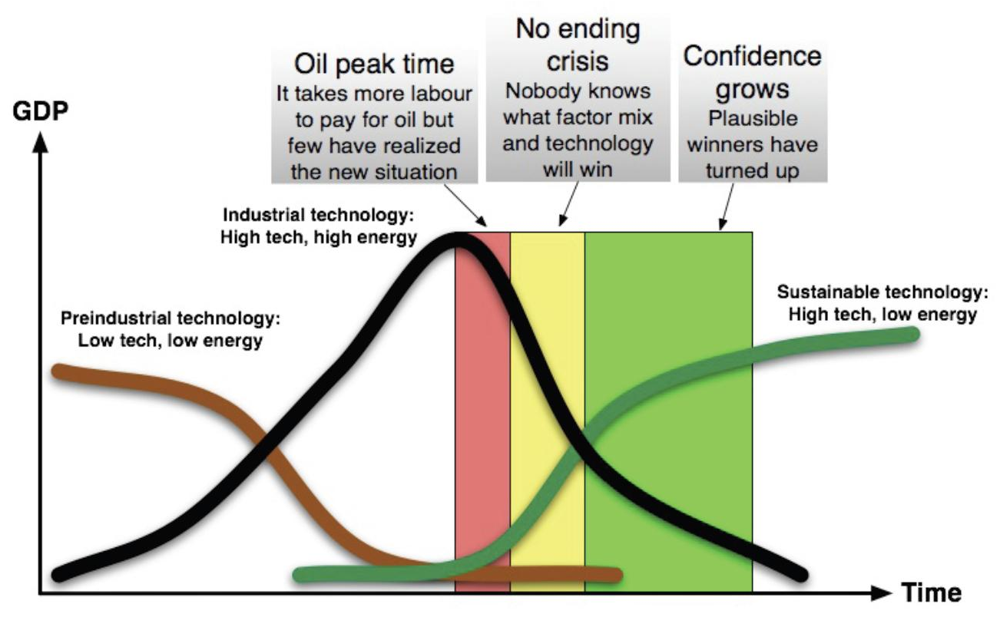 GDP
Oil peak time
It takes more labour
to pay for oil but
few have realized
the new situation
No ending
crisis
Nobody knows
what factor mix
and technology
will win
Confidence
grows
Plausible
winners have
turned up
Industrial technology:
High tech, high energy
Preindustrial technology:
Low tech, low energy
Sustainable technology:
High tech, low energy
Time